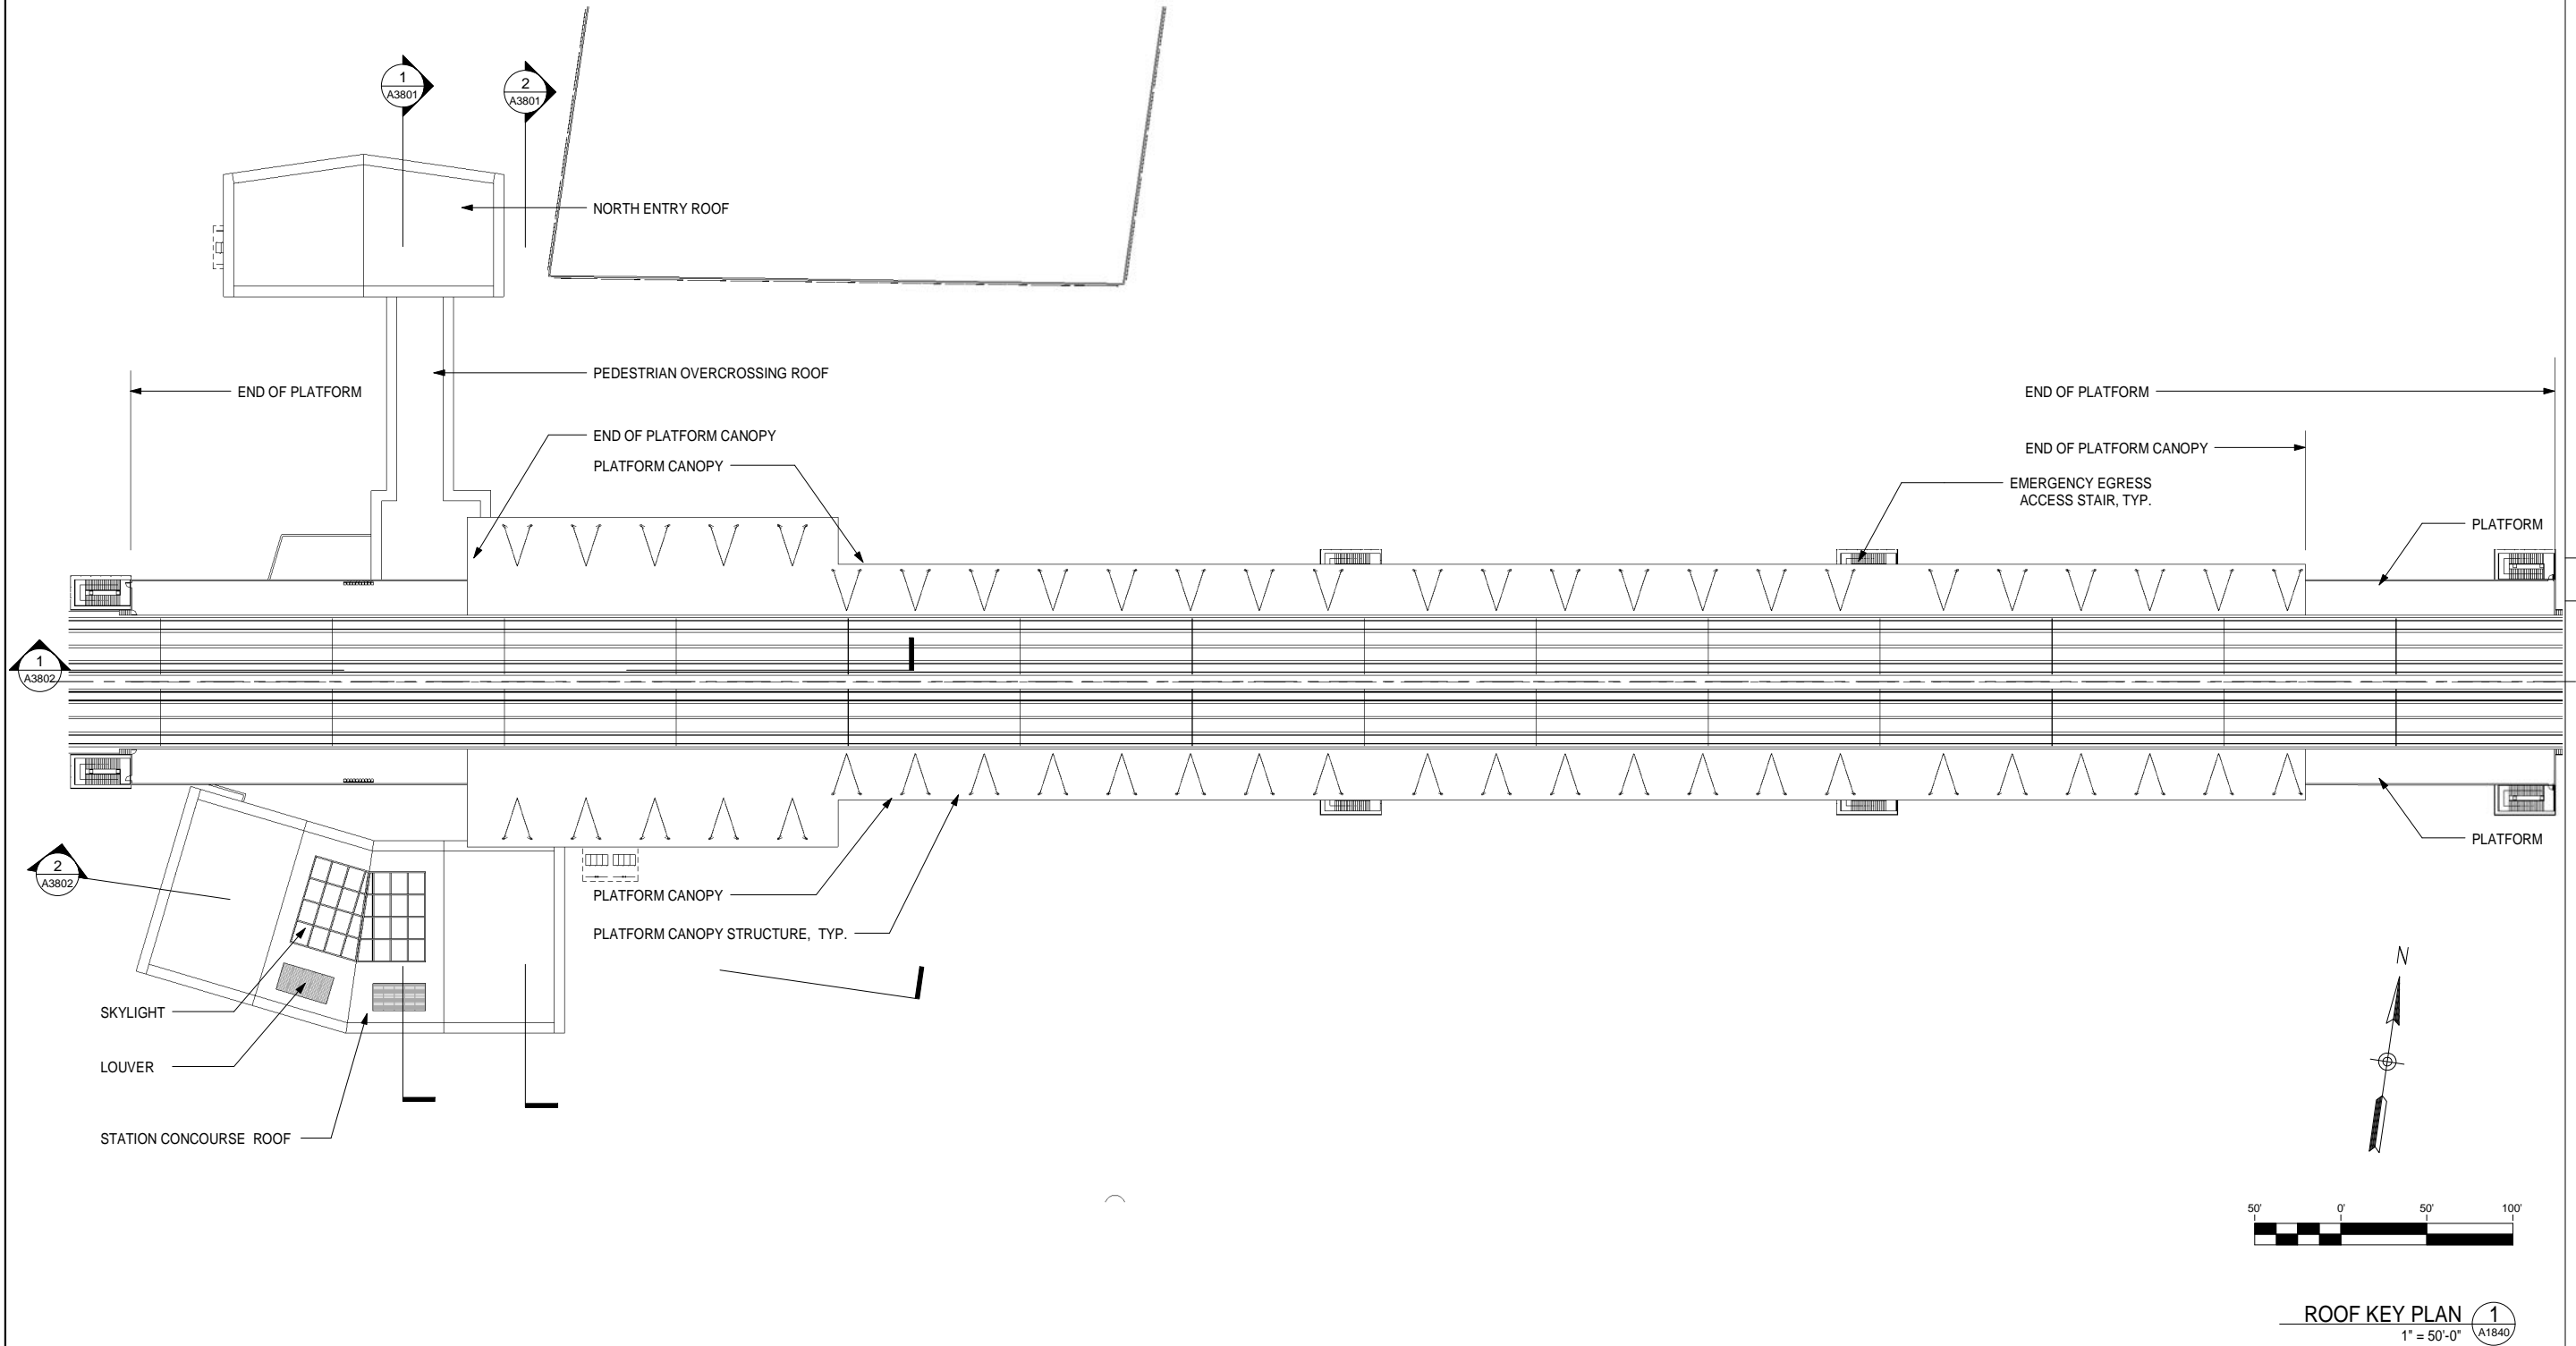 1
A3801
2
A3801
NORTH ENTRY ROOF
PEDESTRIAN OVERCROSSING ROOF
END OF PLATFORM
END OF PLATFORM
END OF PLATFORM CANOPY
END OF PLATFORM CANOPY
PLATFORM CANOPY
EMERGENCY EGRESS
ACCESS STAIR, TYP.
PLATFORM
1
A3802
PLATFORM
2
A3802
PLATFORM CANOPY
PLATFORM CANOPY STRUCTURE, TYP.
N
SKYLIGHT
LOUVER
STATION CONCOURSE ROOF
50' 0' 50' 100'
ROOF KEY PLAN 1
1" = 50'-0" A1840